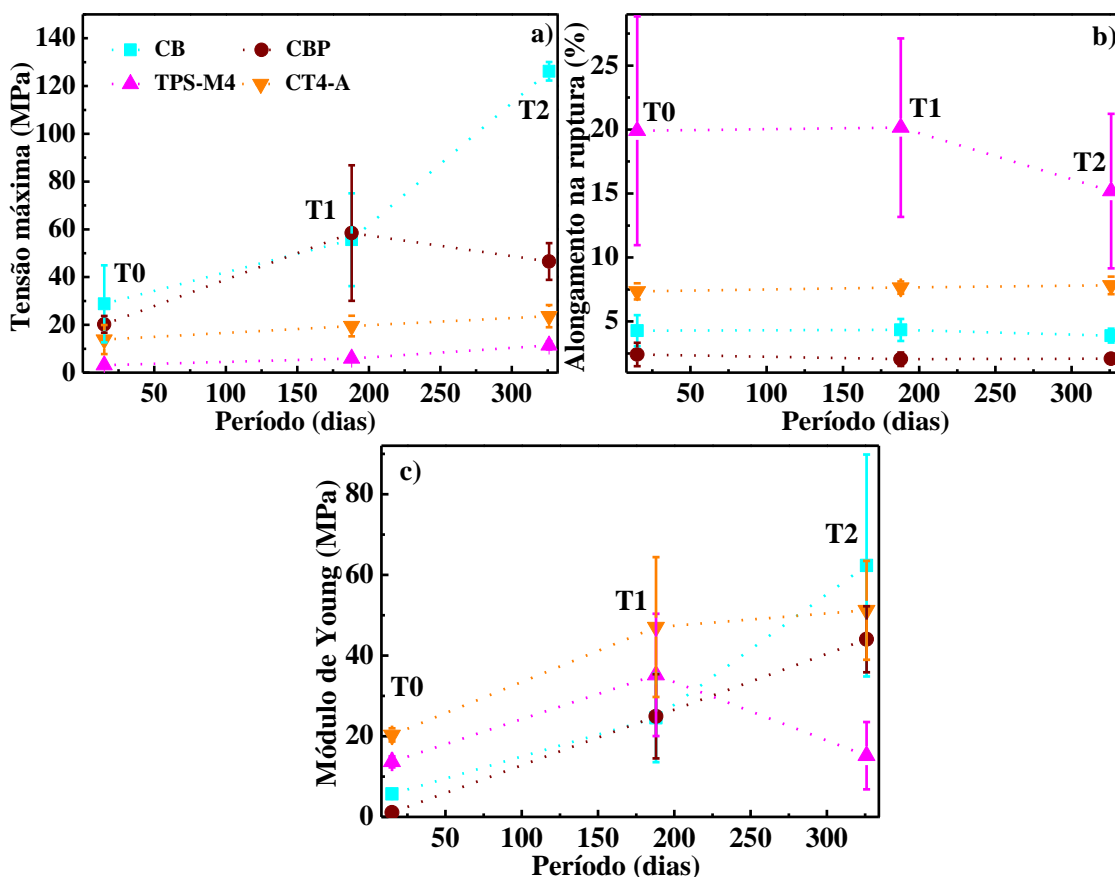 a)
CB
CBP
TPS-M4
CT4-A
T0
T1
T2
Tensão máxima (MPa)
0
20
40
60
80
100
120
140
50
100
150
200
250
300
Período (dias)
b)
T0
T1
T2
Alongamento na ruptura (%)
5
10
15
20
25
50
100
150
200
250
300
Período (dias)
c)
T0
T1
T2
Módulo de Young (MPa)
0
20
40
60
80
50
100
150
200
250
300
Período (dias)